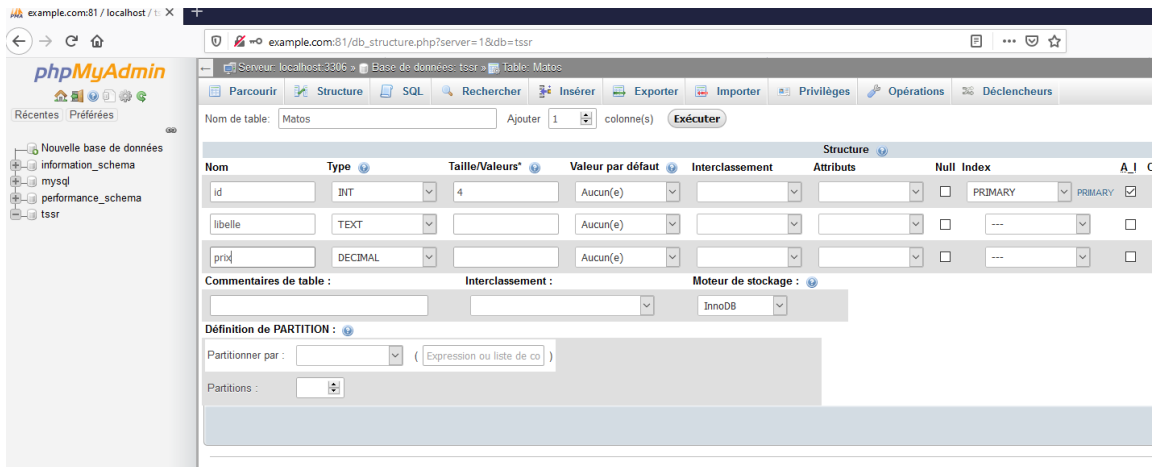 example.com:81 / localhost / ts
example.com:81/db_structure.php?server=1&db=tssr
phpMyAdmin
Récentes Préférées
Nouvelle base de données
information_schema
mysql
performance_schema
tssr
Serveur: localhost:3306 » Base de données: tssr » Table: Matos
Parcourir Structure SQL Rechercher Insérer Exporter Importer Privilèges Opérations Déclencheurs
Nom de table: Matos Ajouter 1 colonne(s) Exécuter
Structure
Nom Type Taille/Valeurs* Valeur par défaut Interclassement Attributs Null Index A_I C
id INT 4 Aucun(e) PRIMARY PRIMARY
libelle TEXT Aucun(e) ---
prix DECIMAL Aucun(e) ---
Commentaires de table : Interclassement : Moteur de stockage :
InnoDB
Définition de PARTITION :
Partitionner par : ( Expression ou liste de co )
Partitions :